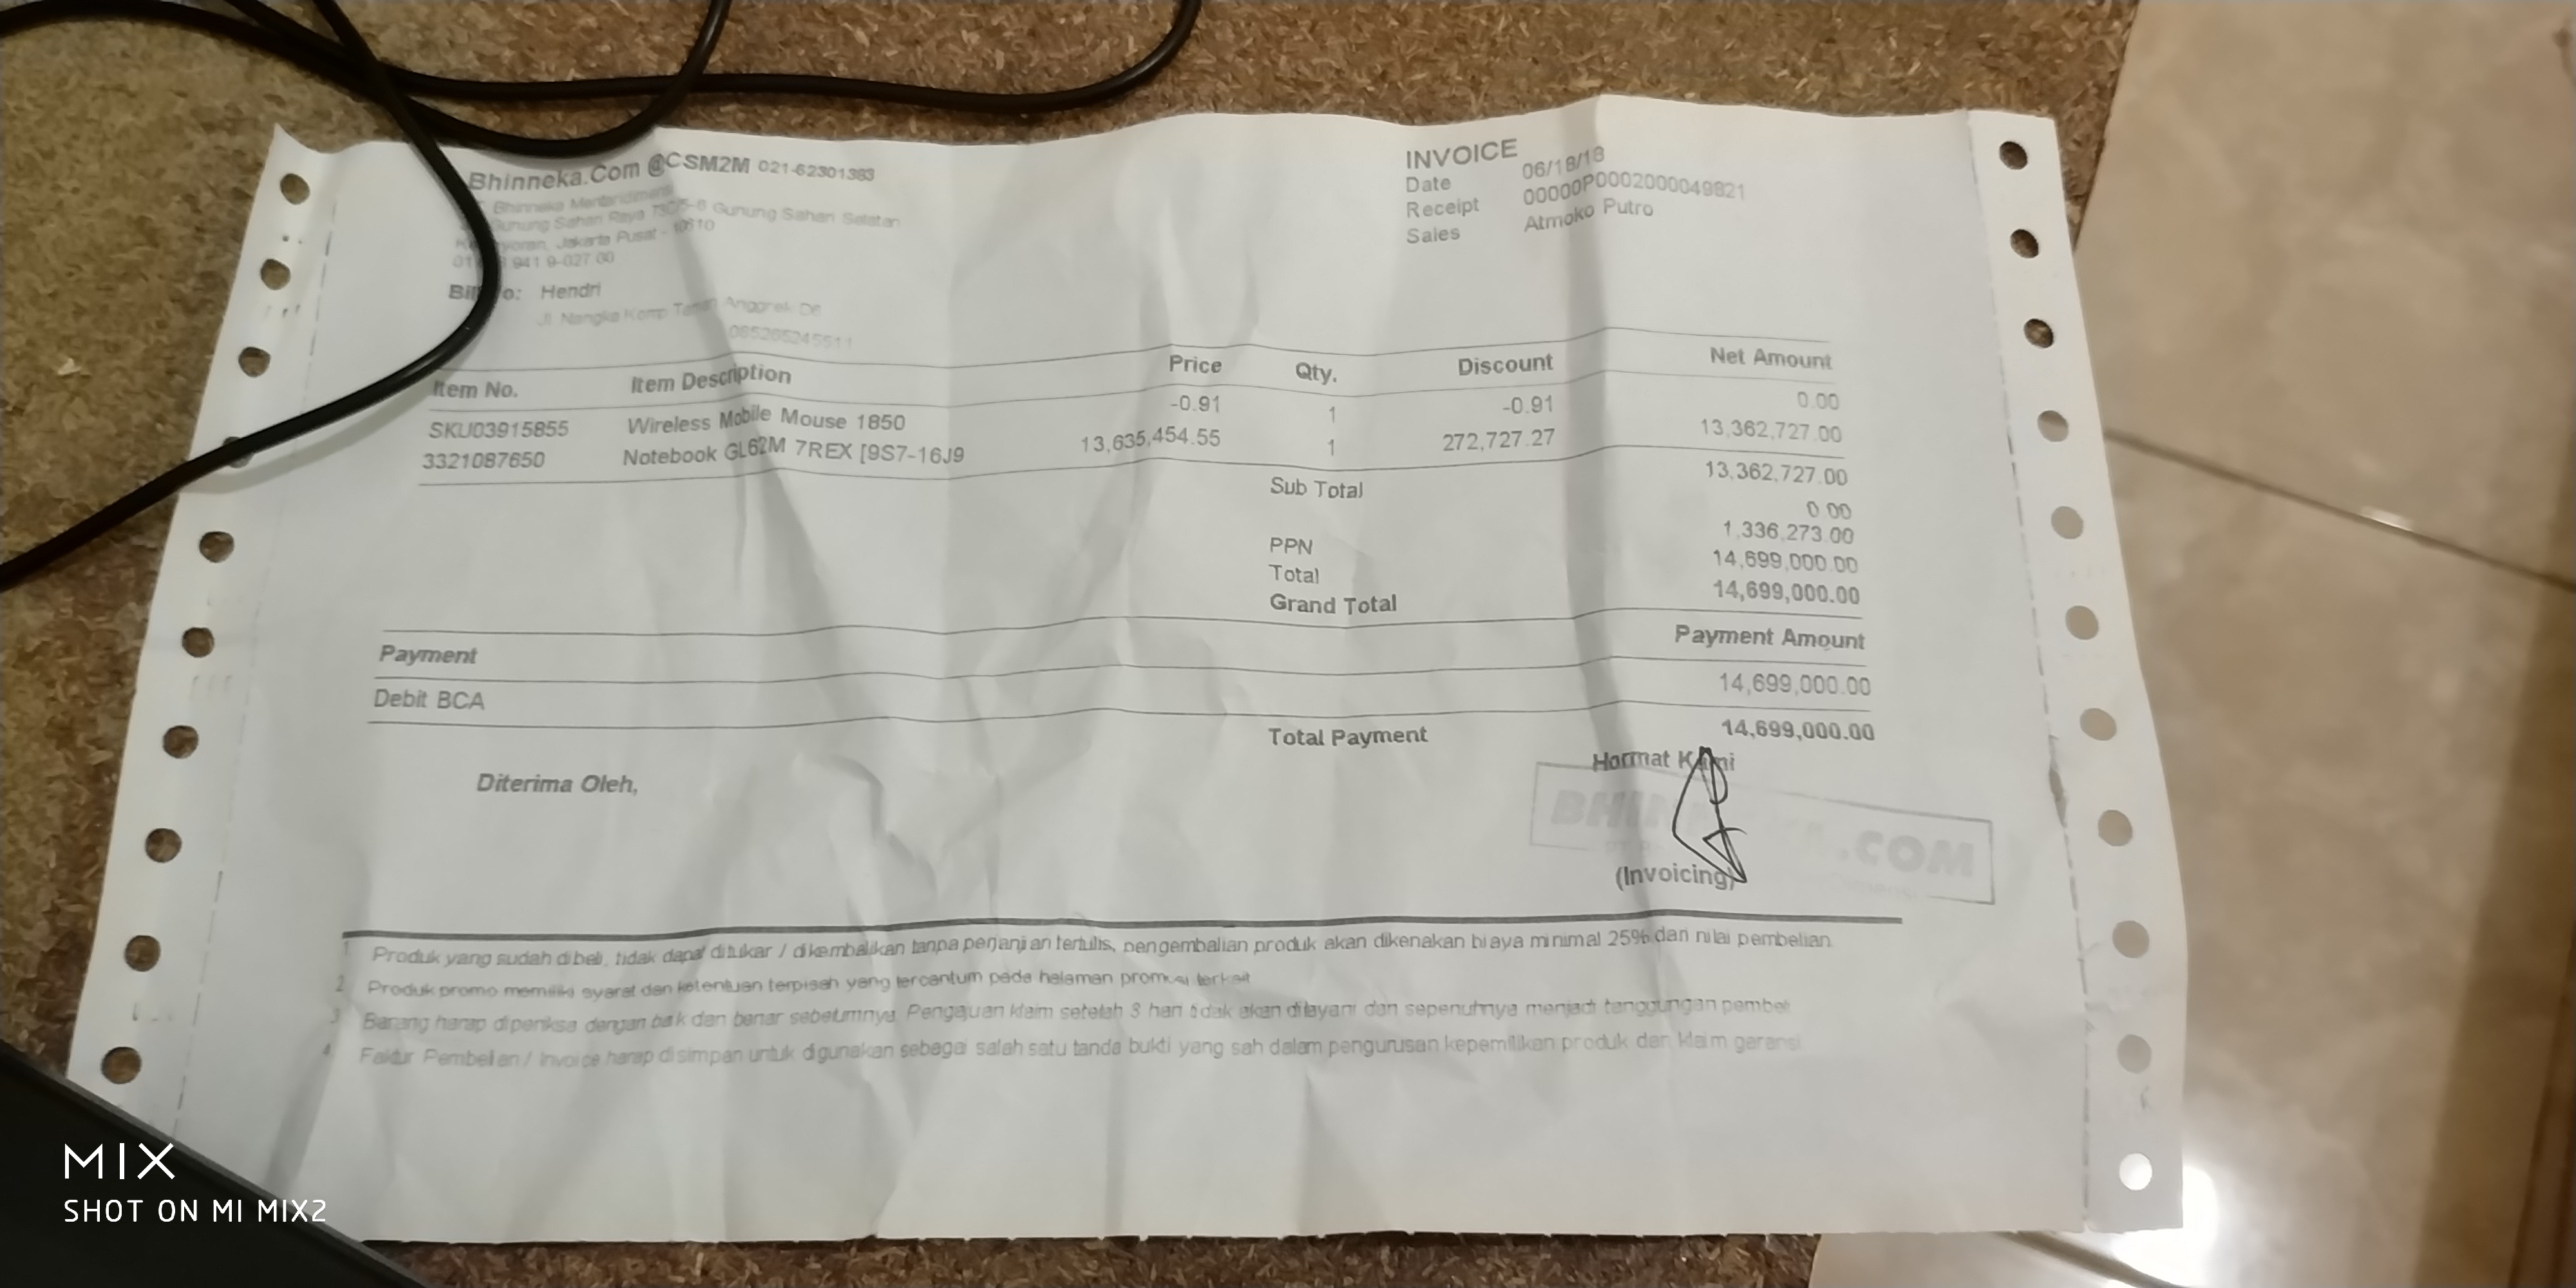 Bhinneka.Com @CSM2M 021-62301383
Bhinneka Mentaridimensi
Gunung Sahari Raya 73C/5-6 Gunung Sahari Selatan
Jakarta Pusat - 10610
941 9-027 00
INVOICE
Date 06/18/18
Receipt 00000P0002000049821
Sales Atmoko Putro
Bill To: Hendri
Jl. Nangka Komp Taman Anggrek D6
085265245511
Item No. Item Description Price Qty. Discount Net Amount
SKU03915855 Wireless Mobile Mouse 1850 -0.91 1 -0.91 0.00
3321087650 Notebook GL62M 7REX [9S7-16J9 13,635,454.55 1 272,727.27 13,362,727.00
Sub Total 13,362,727.00
0.00
PPN 1,336,273.00
Total 14,699,000.00
Grand Total 14,699,000.00
Payment Payment Amount
Debit BCA 14,699,000.00
Total Payment 14,699,000.00
Diterima Oleh,
Hormat Kami
.COM
(Invoicing)
1 Produk yang sudah dibeli, tidak dapat ditukar / dikembalikan tanpa perjanjian tertulis, pengembalian produk akan dikenakan biaya minimal 25% dari nilai pembelian
2 Produk promo memiliki syarat dan ketentuan terpisah yang tercantum pada halaman promosi terkait
3 Barang harap diperiksa dengan baik dan benar sebelumnya. Pengajuan klaim setelah 3 hari tidak akan dilayani dan sepenuhnya menjadi tanggungan pembeli
4 Faktur Pembelian / Invoice harap disimpan untuk digunakan sebagai salah satu tanda bukti yang sah dalam pengurusan kepemilikan produk dan klaim garansi
MIX
SHOT ON MI MIX2